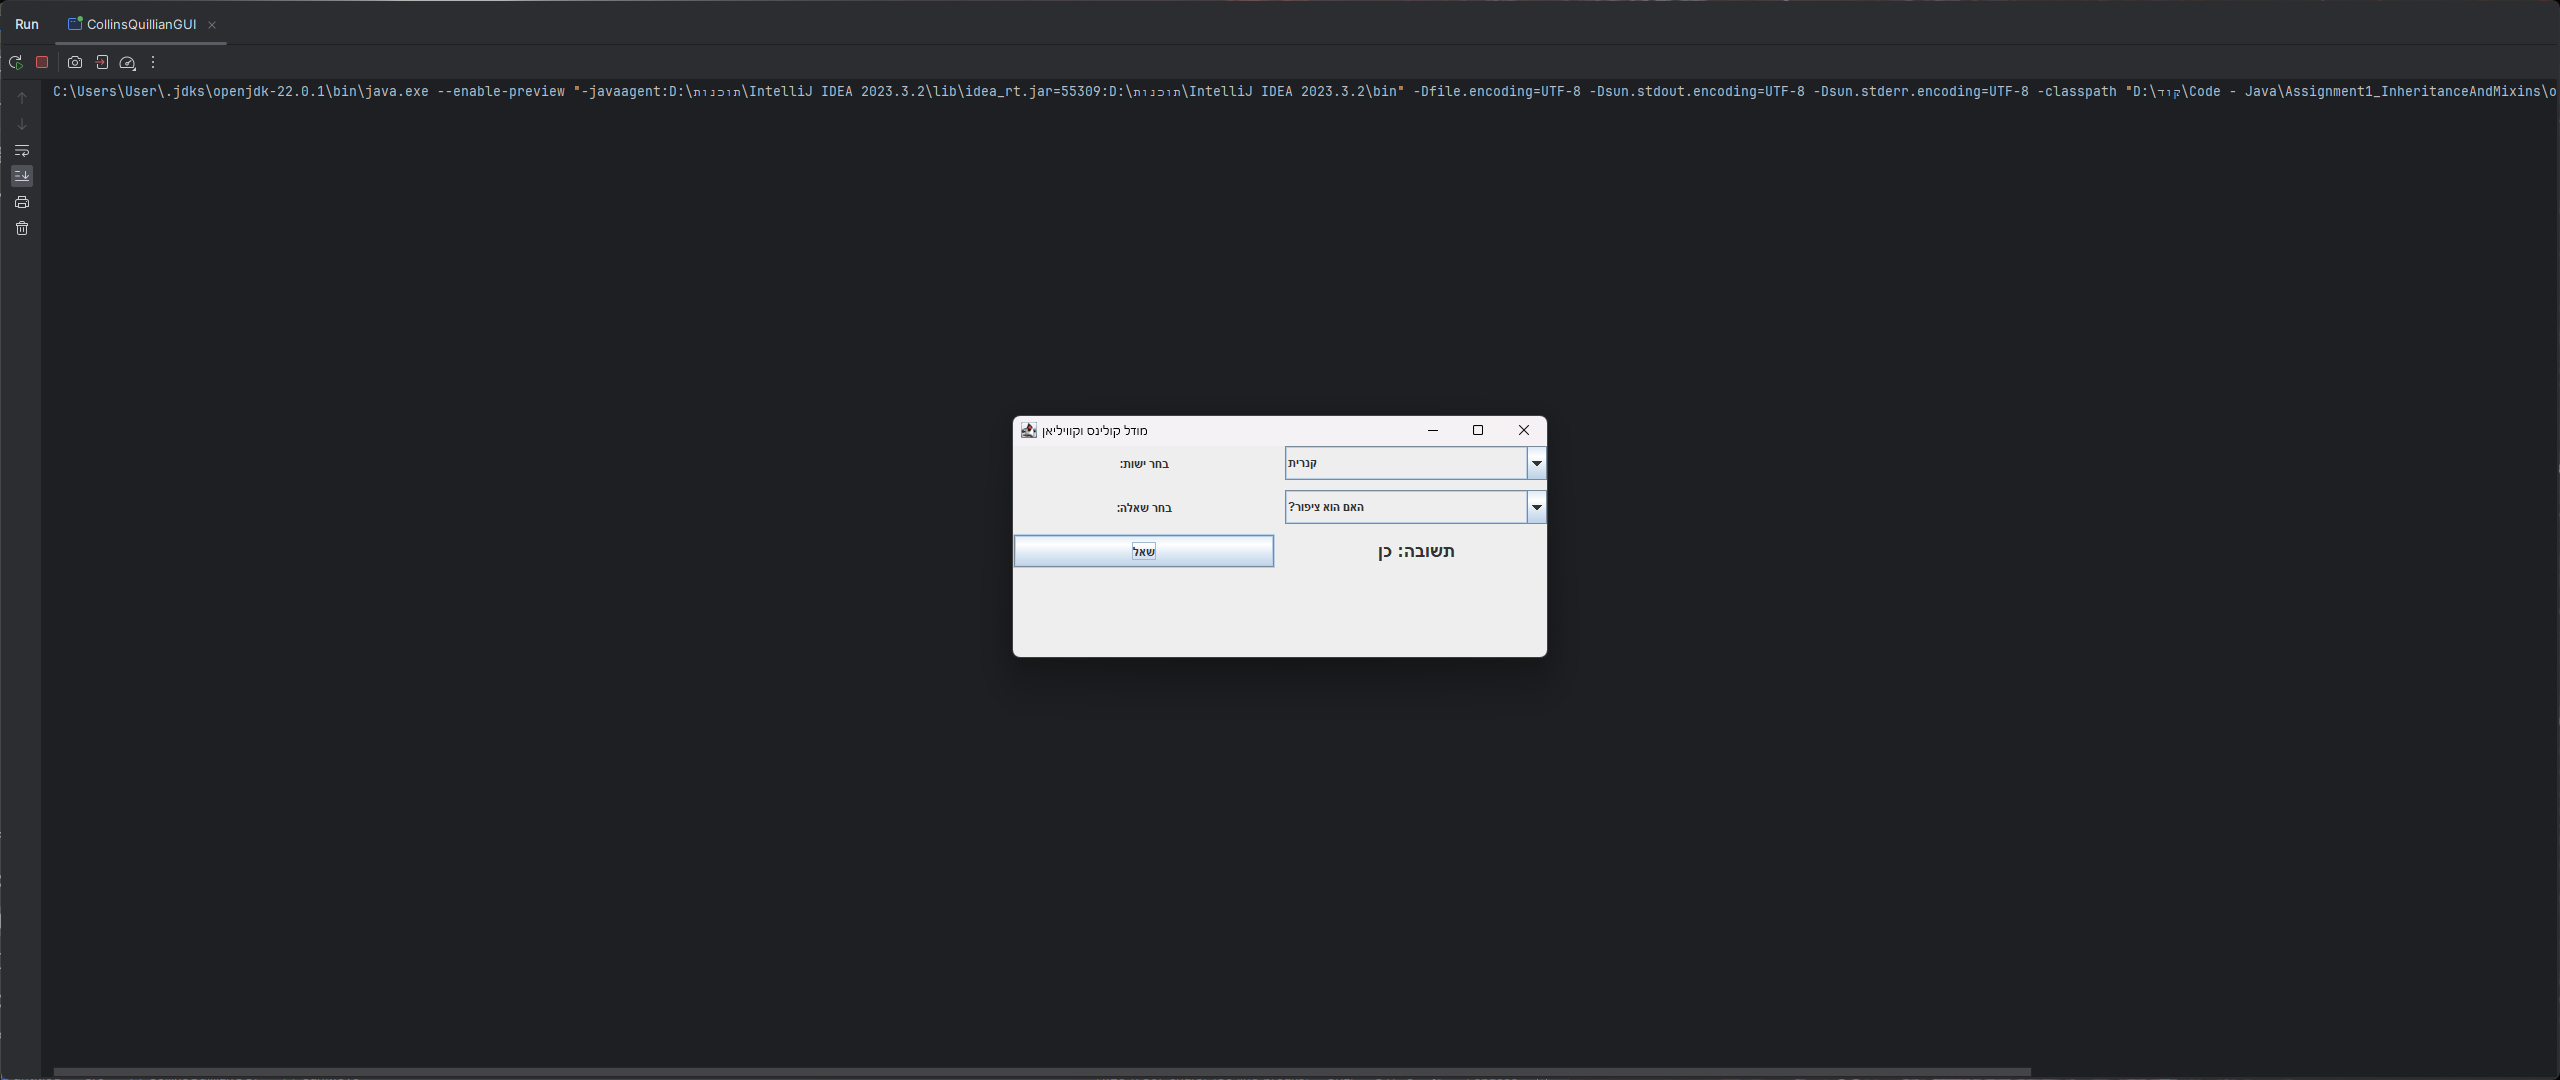 Run CollinsQuillianGUI
C:\Users\User\.jdks\openjdk-22.0.1\bin\java.exe --enable-preview "-javaagent:D:\תוכנות\IntelliJ IDEA 2023.3.2\lib\idea_rt.jar=55309:D:\תוכנות\IntelliJ IDEA 2023.3.2\bin" -Dfile.encoding=UTF-8 -Dsun.stdout.encoding=UTF-8 -Dsun.stderr.encoding=UTF-8 -classpath "D:\קוד\Code - Java\Assignment1_InheritanceAndMixins\o
מודל קולינס וקוויליאן
בחר ישות:
קנרית
בחר שאלה:
האם הוא ציפור?
שאל
תשובה: כן